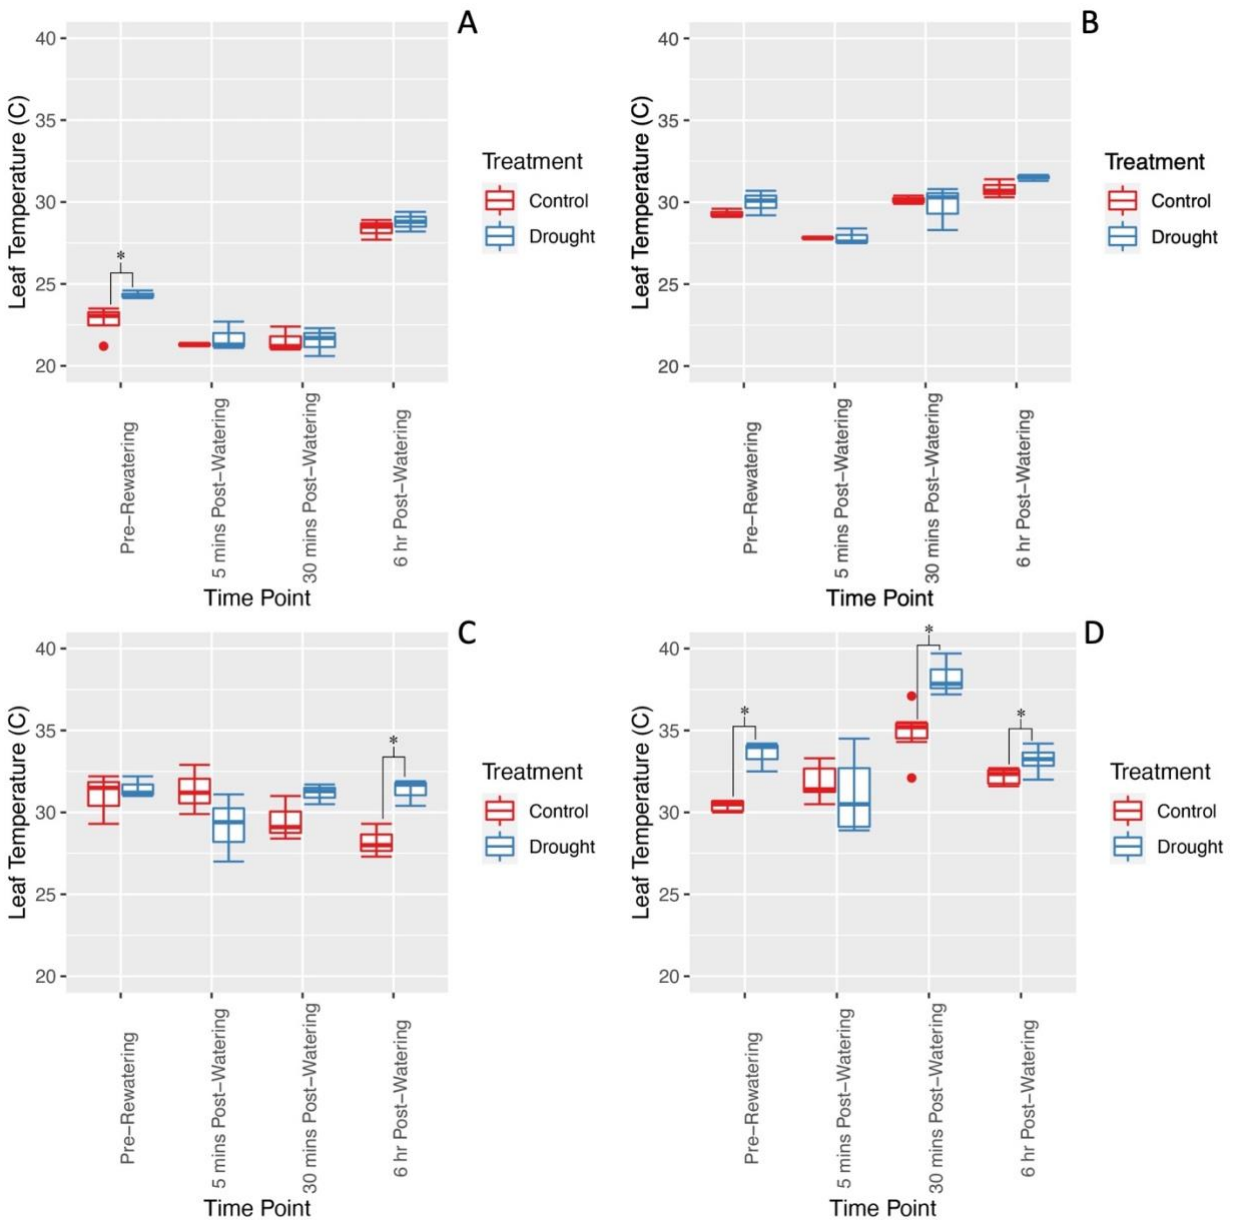 A
40
35
30
25
20
Leaf Temperature (C)
*
Pre−Rewatering
5 mins Post−Watering
30 mins Post−Watering
6 hr Post−Watering
Time Point
Treatment
Control
Drought
B
40
35
30
25
20
Leaf Temperature (C)
Pre−Rewatering
5 mins Post−Watering
30 mins Post−Watering
6 hr Post−Watering
Time Point
Treatment
Control
Drought
C
40
35
30
25
20
Leaf Temperature (C)
*
Pre−Rewatering
5 mins Post−Watering
30 mins Post−Watering
6 hr Post−Watering
Time Point
Treatment
Control
Drought
D
40
35
30
25
20
Leaf Temperature (C)
*
*
*
Pre−Rewatering
5 mins Post−Watering
30 mins Post−Watering
6 hr Post−Watering
Time Point
Treatment
Control
Drought